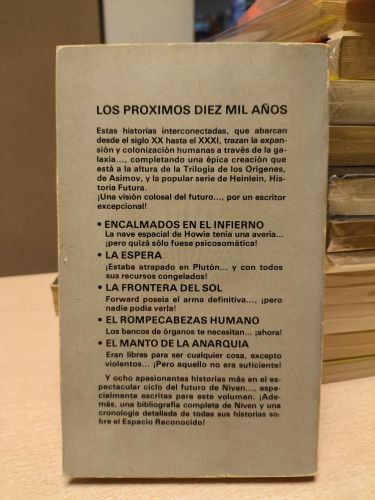 LOS PROXIMOS DIEZ MIL AÑOS
Estas historias interconectadas, que abarcan
desde el siglo XX hasta el XXXI, trazan la expan-
sión y colonización humanas a través de la ga-
laxia..., completando una épica creación que
está a la altura de la Trilogía de los Orígenes,
de Asimov, y la popular serie de Heinlein, His-
toria Futura.
¡Una visión colosal del futuro..., por un escritor
excepcional!
• ENCALMADOS EN EL INFIERNO
La nave espacial de Howie tenía una avería...
¡pero quizá sólo fuese psicosomática!
• LA ESPERA
¡Estaba atrapado en Plutón... y con todos
sus recursos congelados!
• LA FRONTERA DEL SOL
Forward poseía el arma definitiva..., ¡pero
nadie podía verla!
• EL ROMPECABEZAS HUMANO
Los bancos de órganos te necesitan... ¡ahora!
• EL MANTO DE LA ANARQUIA
Eran libres para ser cualquier cosa, excepto
violentos... ¡Pero aquello no era suficiente!
Y ocho apasionantes historias más en el es-
pectacular ciclo del futuro de Niven..., espe-
cialmente escritas para este volumen. ¡Ade-
más, una bibliografía completa de Niven y una
cronología detallada de todas sus historias so-
bre el Espacio Reconocido!